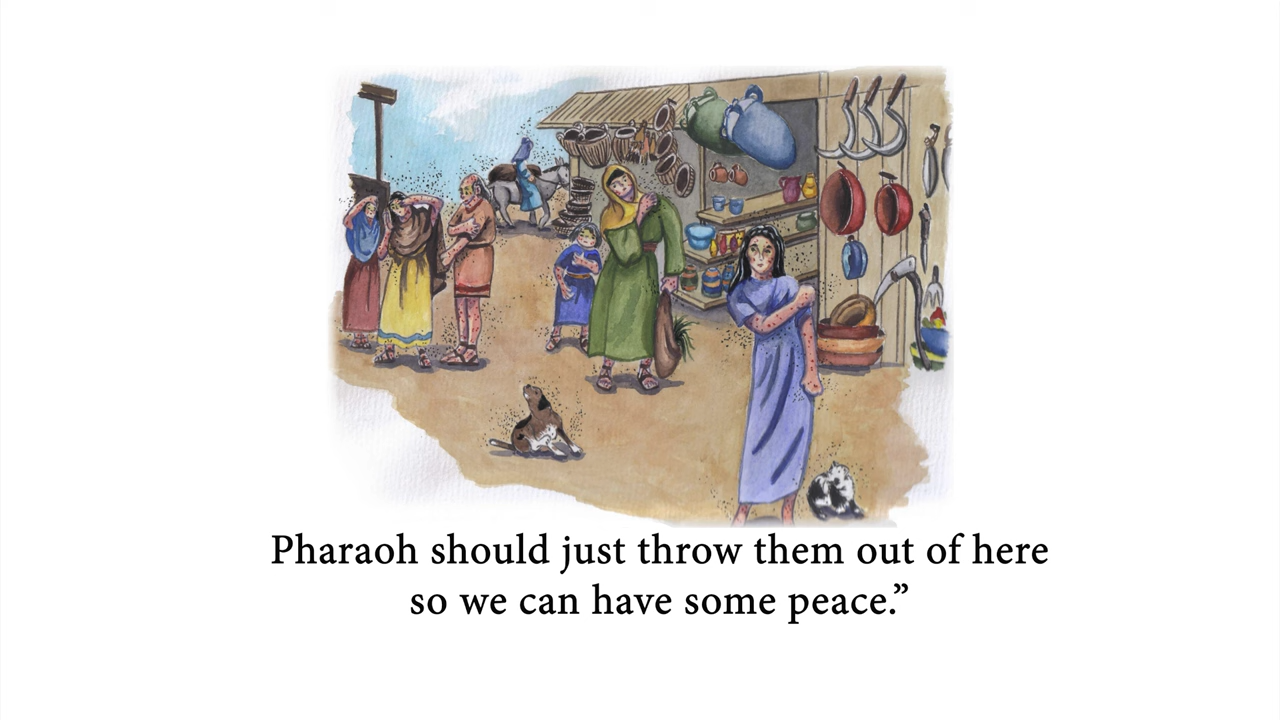 Pharaoh should just throw them out of here
so we can have some peace.”